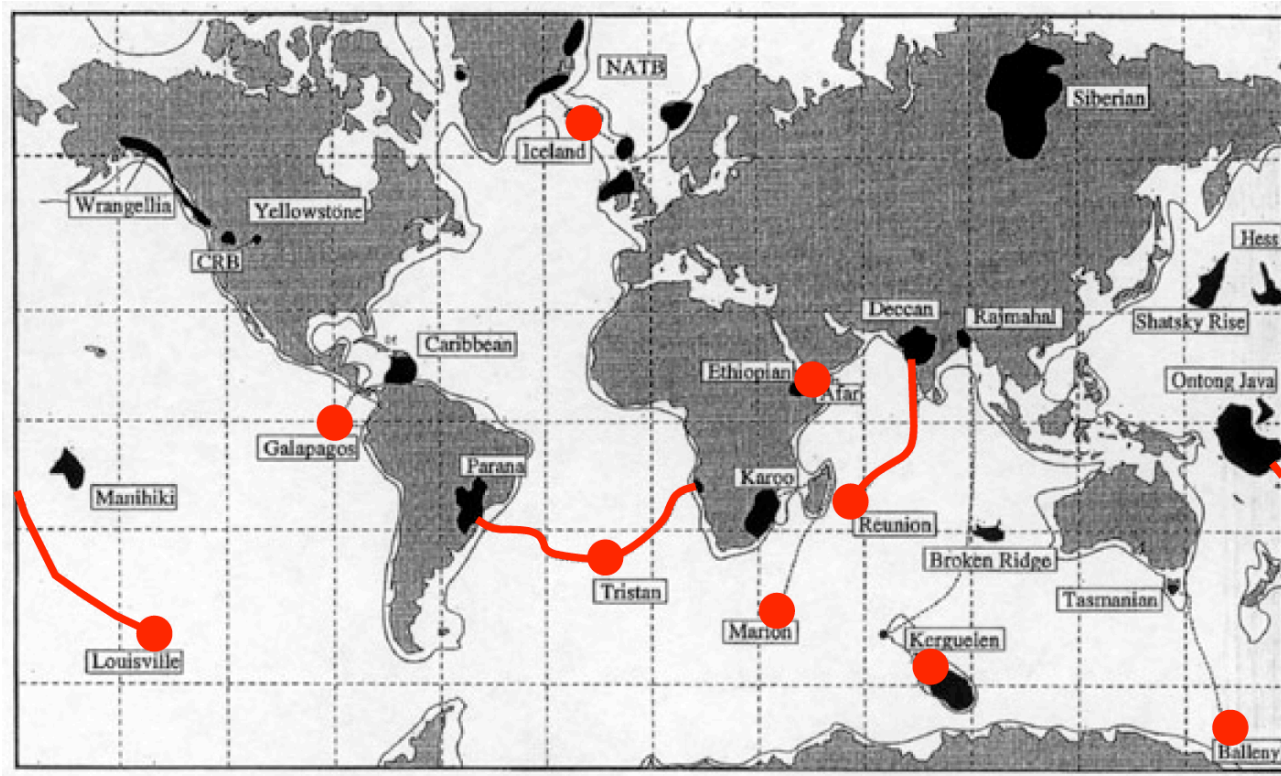 NATB
Siberian
Iceland
Wrangellia
Yellowstone
CRB
Hess
Deccan
Rajmahal
Shatsky Rise
Caribbean
Ethiopian
Afar
Ontong Java
Galapagos
Parana
Karoo
Manihiki
Reunion
Broken Ridge
Tristan
Tasmanian
Marion
Kerguelen
Louisville
Balleny